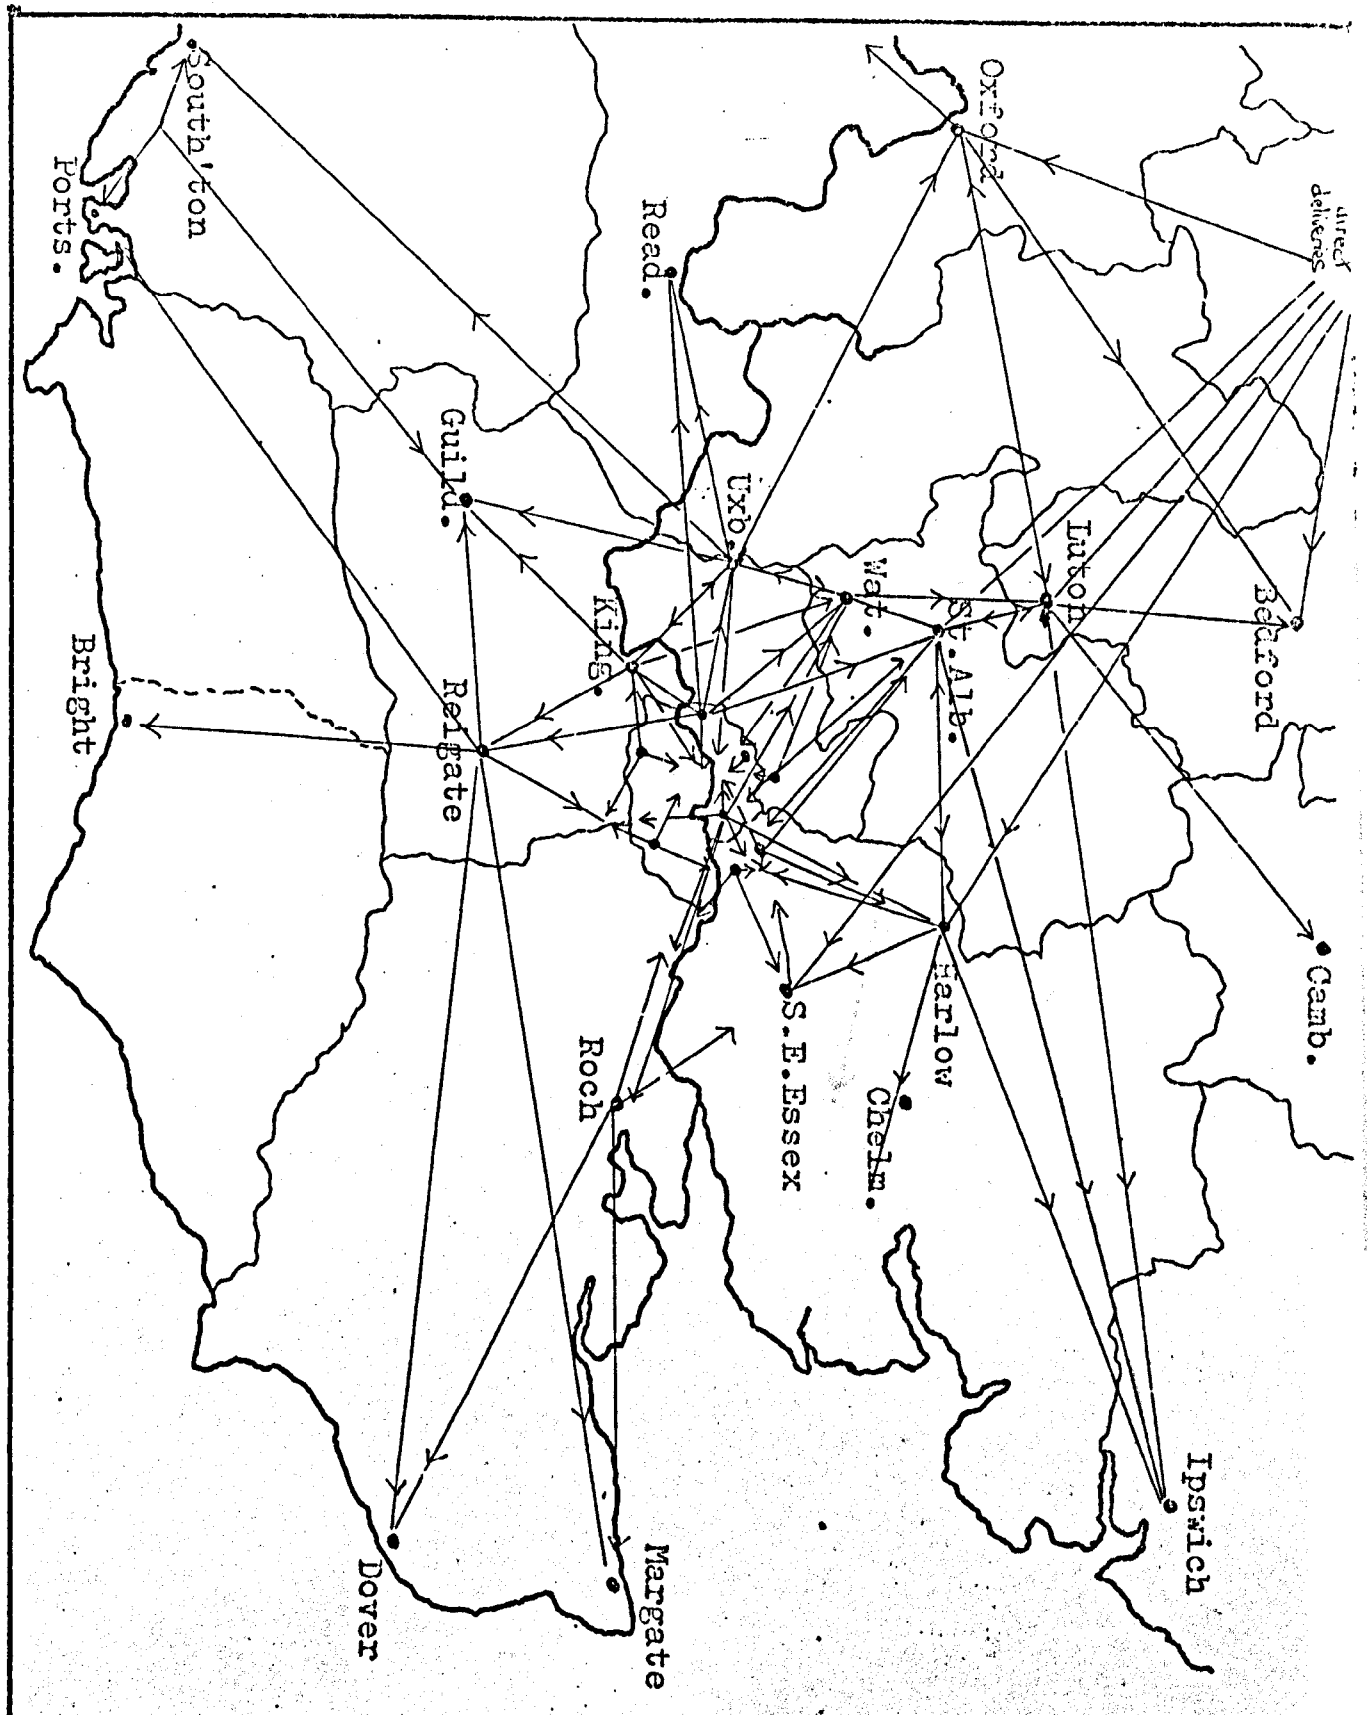 direct
deliveries
Oxford
Bedford
Camb.
Luton
Ipswich
St.Alb.
Harlow
Wat.
Chelm.
Uxb.
S.E.Essex
Read.
King.
Roch
Margate
Guild.
Reigate
Dover
South'ton
Ports.
Bright